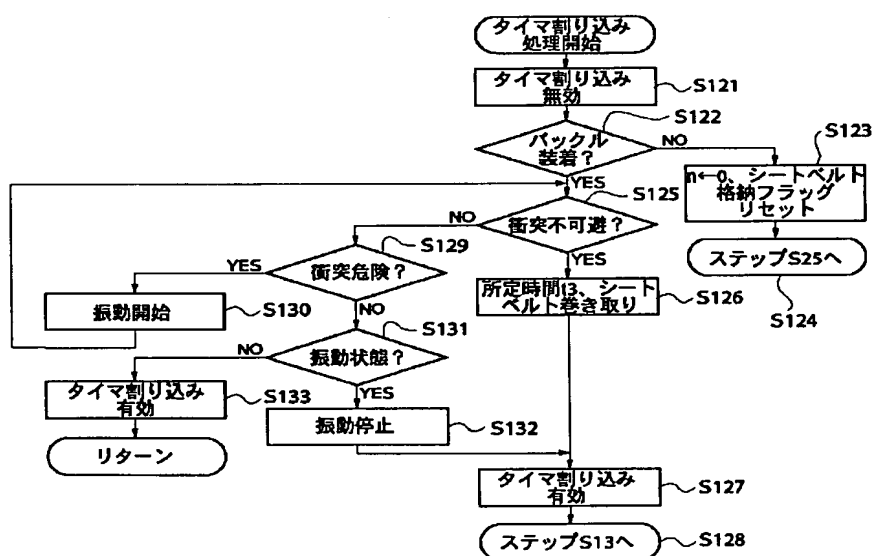 タイマ割り込み
処理開始
タイマ割り込み
無効
S121
S122
バックル
装着？
NO
S123
YES
n←0、シートベルト
格納フラッグ
リセット
S125
NO
衝突不可避？
ステップS25へ
S124
S129
YES
衝突危険？
YES
所定時間t3、シート
ベルト巻き取り
S126
振動開始
S130
NO
S131
NO
振動状態？
タイマ割り込み
有効
S133
YES
振動停止
S132
リターン
タイマ割り込み
有効
S127
ステップS13へ
S128